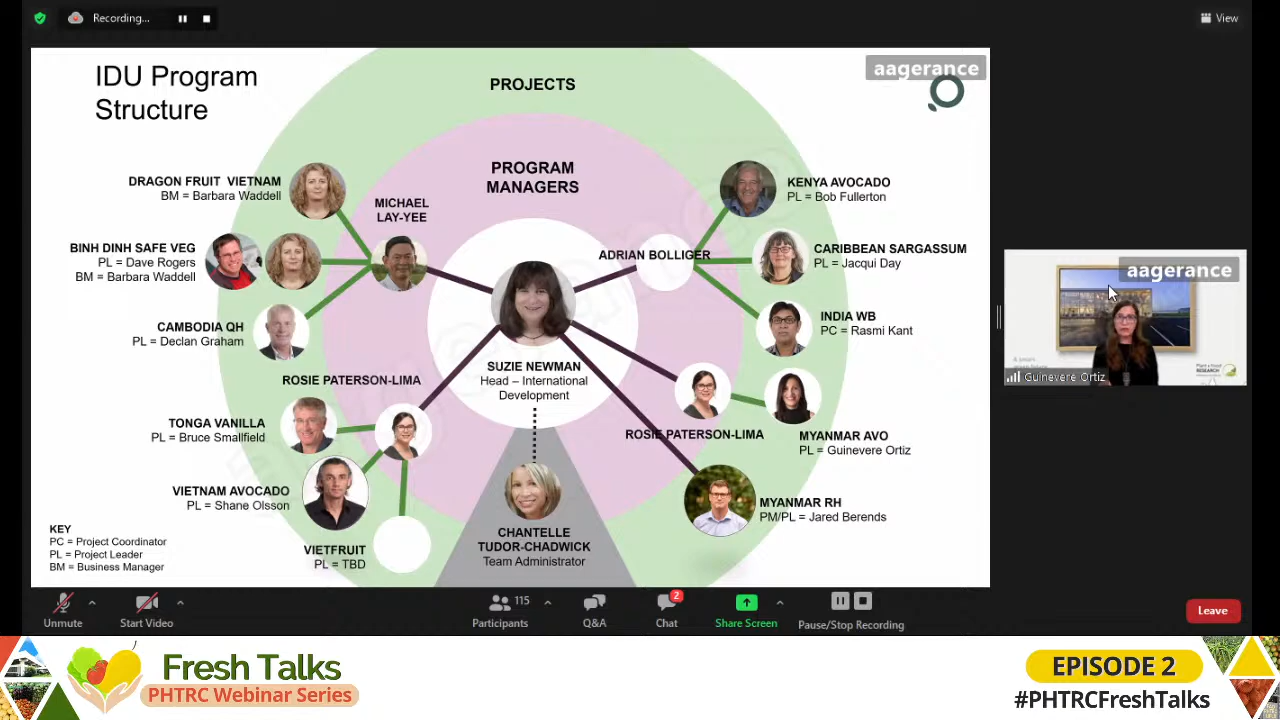 Recording...
View
IDU Program
Structure
PROJECTS
aagerance
PROGRAM
MANAGERS
DRAGON FRUIT VIETNAM
BM = Barbara Waddell
MICHAEL
LAY-YEE
KENYA AVOCADO
PL = Bob Fullerton
BINH DINH SAFE VEG
PL = Dave Rogers
BM = Barbara Waddell
ADRIAN BOLLIGER
CARIBBEAN SARGASSUM
PL = Jacqui Day
CAMBODIA QH
PL = Declan Graham
INDIA WB
PC = Rasmi Kant
SUZIE NEWMAN
Head – International
Development
ROSIE PATERSON-LIMA
TONGA VANILLA
PL = Bruce Smallfield
ROSIE PATERSON-LIMA
MYANMAR AVO
PL = Guinevere Ortiz
VIETNAM AVOCADO
PL = Shane Olsson
MYANMAR RH
PM/PL = Jared Berends
KEY
PC = Project Coordinator
PL = Project Leader
BM = Business Manager
VIETFRUIT
PL = TBD
CHANTELLE
TUDOR-CHADWICK
Team Administrator
aagerance
Guinevere Ortiz
RESEARCH
Unmute
Start Video
115
Participants
Q&A
2
Chat
Share Screen
Pause/Stop Recording
Leave
Fresh Talks
PHTRC Webinar Series
EPISODE 2
#PHTRCFreshTalks